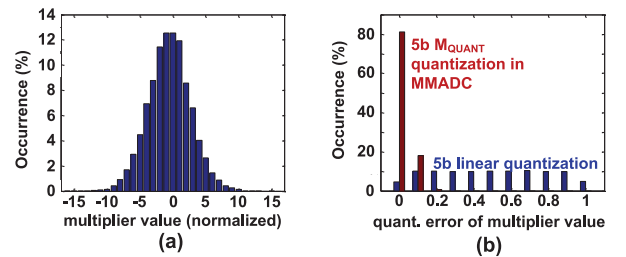 14
12
10
8
6
4
2
0
Occurrence (%)
-15 -10 -5 0 5 10 15
multiplier value (normalized)
(a)
80
60
40
20
0
Occurrence (%)
5b MQUANT
quantization in
MMADC
5b linear quantization
0 0.2 0.4 0.6 0.8 1
quant. error of multiplier value
(b)